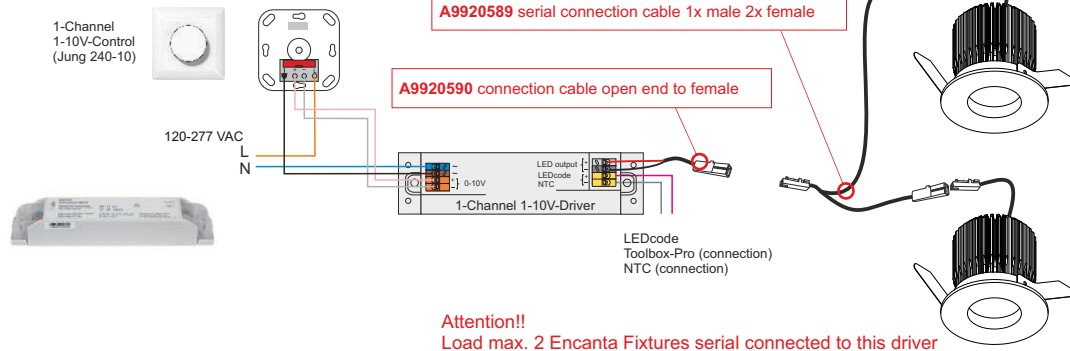 A9920589 serial connection cable 1x male 2x female
1-Channel
1-10V-Control
(Jung 240-10)
A9920590 connection cable open end to female
120-277 VAC
L
N
~
~
+
-
0-10V
LED output
+
-
LEDcode
NTC
1-Channel 1-10V-Driver
LEDcode
Toolbox-Pro (connection)
NTC (connection)
Attention!!
Load max. 2 Encanta Fixtures serial connected to this driver